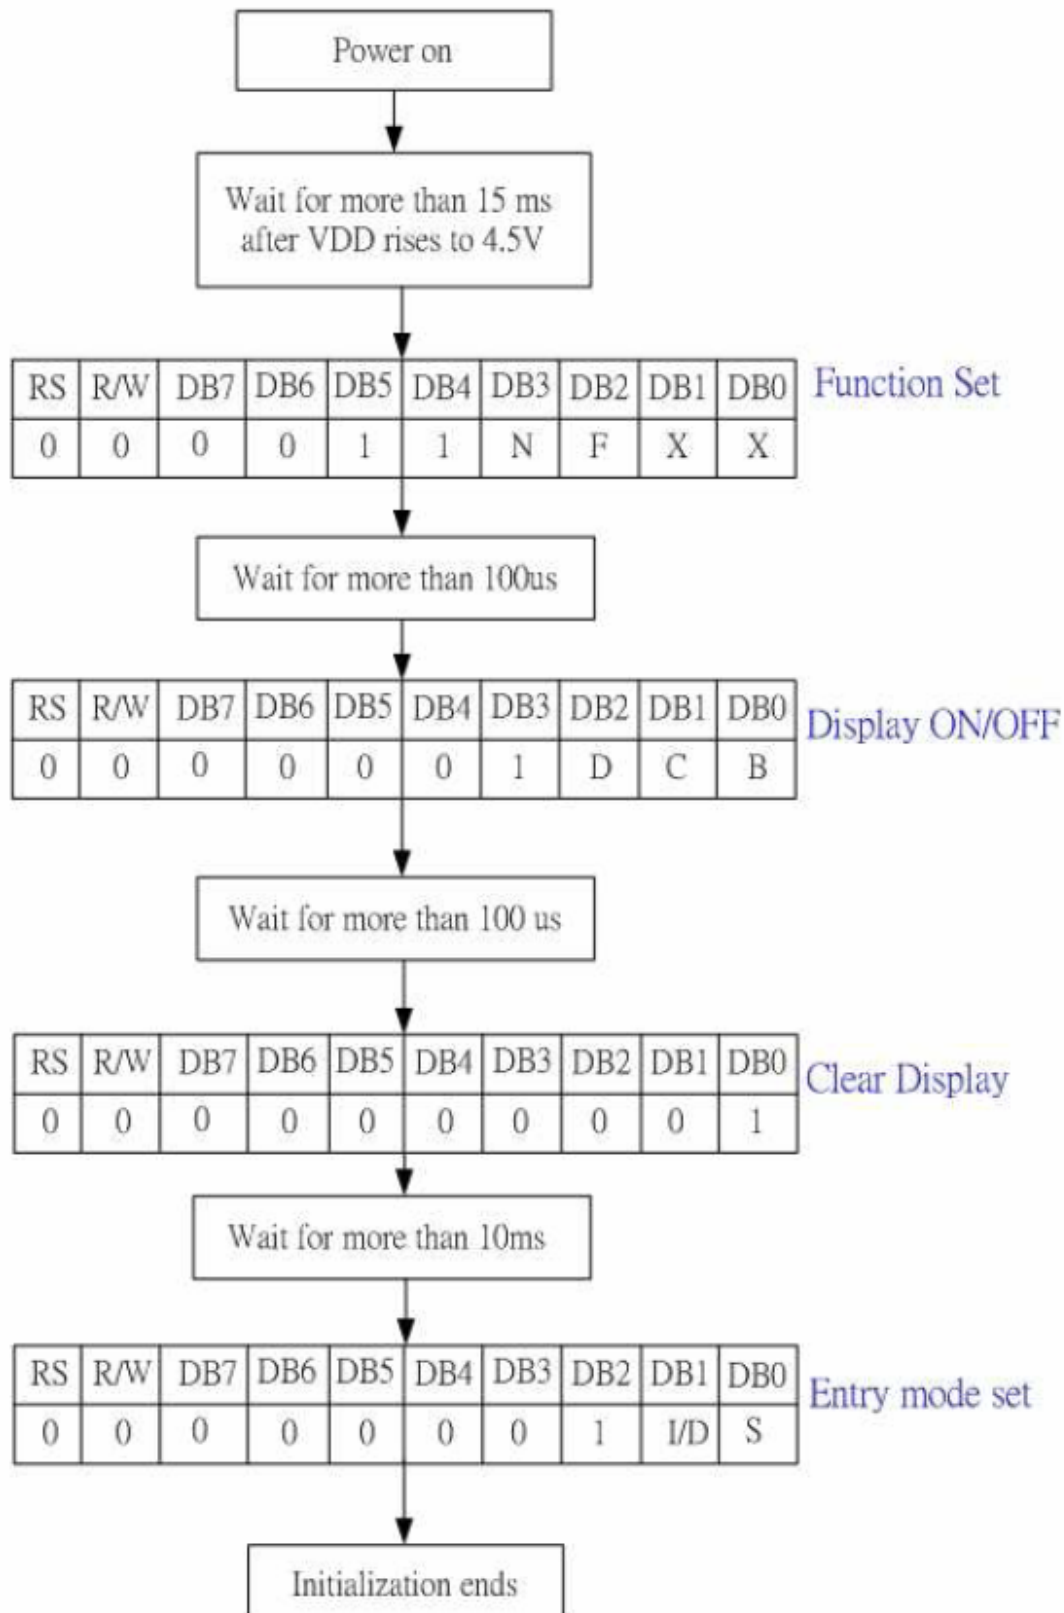 Power on
Wait for more than 15 ms
after VDD rises to 4.5V
RS R/W DB7 DB6 DB5 DB4 DB3 DB2 DB1 DB0 Function Set
0 0 0 0 1 1 N F X X
Wait for more than 100us
RS R/W DB7 DB6 DB5 DB4 DB3 DB2 DB1 DB0 Display ON/OFF
0 0 0 0 0 0 1 D C B
Wait for more than 100 us
RS R/W DB7 DB6 DB5 DB4 DB3 DB2 DB1 DB0 Clear Display
0 0 0 0 0 0 0 0 0 1
Wait for more than 10ms
RS R/W DB7 DB6 DB5 DB4 DB3 DB2 DB1 DB0 Entry mode set
0 0 0 0 0 0 0 1 I/D S
Initialization ends